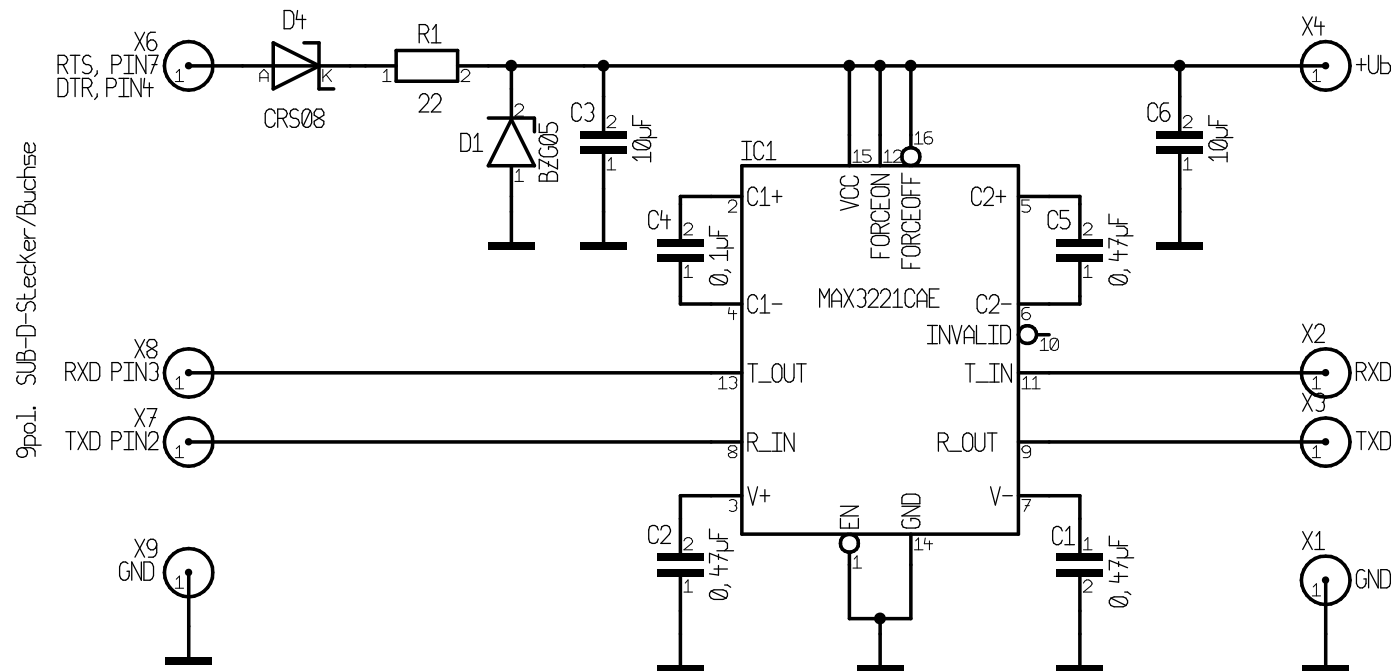 D4
X6
RTS, PIN7
DTR, PIN4
1
A
K
CRS08
R1
1
2
22
X4
1
+Ub
D1
2
1
BZG05
C3
2
1
10µF
C6
2
1
10µF
IC1
15
12
16
VCC
FORCEON
FORCEOFF
2
C1+
C4
2
1
0,1µF
4
C1-
C2+
5
C5
2
1
0,47µF
C2-
6
MAX3221CAE
INVALID
10
9pol. SUB-D-Stecker/Buchse
X8
RXD PIN3
1
13
T_OUT
T_IN
11
X2
1
RXD
X7
TXD PIN2
1
8
R_IN
R_OUT
9
X3
1
TXD
3
V+
C2
2
1
0,47µF
EN
1
GND
14
V-
7
C1
1
2
0,47µF
X9
GND
1
X1
1
GND